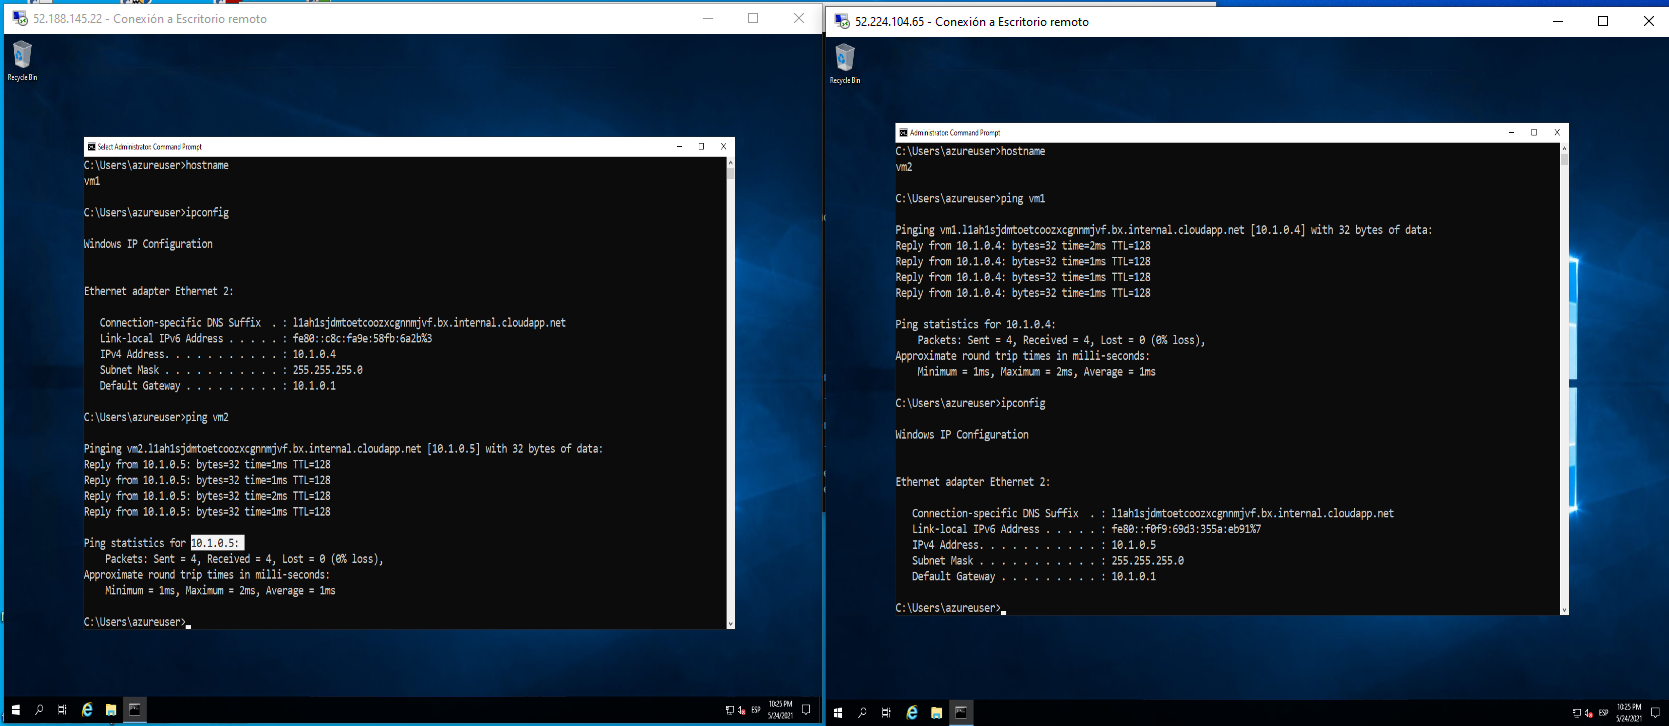 52.188.145.22 - Conexión a Escritorio remoto
Recycle Bin
Select Administrator: Command Prompt
C:\Users\azureuser>hostname
vm1
C:\Users\azureuser>ipconfig
Windows IP Configuration
Ethernet adapter Ethernet 2:
Connection-specific DNS Suffix  . : l1ah1sjdmtoetcoozxcgnnmjvf.bx.internal.cloudapp.net
Link-local IPv6 Address . . . . . : fe80::c8c:fa9e:58fb:6a2b%3
IPv4 Address. . . . . . . . . . . : 10.1.0.4
Subnet Mask . . . . . . . . . . . : 255.255.255.0
Default Gateway . . . . . . . . . : 10.1.0.1
C:\Users\azureuser>ping vm2
Pinging vm2.l1ah1sjdmtoetcoozxcgnnmjvf.bx.internal.cloudapp.net [10.1.0.5] with 32 bytes of data:
Reply from 10.1.0.5: bytes=32 time=1ms TTL=128
Reply from 10.1.0.5: bytes=32 time=1ms TTL=128
Reply from 10.1.0.5: bytes=32 time=2ms TTL=128
Reply from 10.1.0.5: bytes=32 time=1ms TTL=128
Ping statistics for 10.1.0.5:
Packets: Sent = 4, Received = 4, Lost = 0 (0% loss),
Approximate round trip times in milli-seconds:
Minimum = 1ms, Maximum = 2ms, Average = 1ms
C:\Users\azureuser>
ESP
10:25 PM
5/24/2021
52.224.104.65 - Conexión a Escritorio remoto
Recycle Bin
Administrator: Command Prompt
C:\Users\azureuser>hostname
vm2
C:\Users\azureuser>ping vm1
Pinging vm1.l1ah1sjdmtoetcoozxcgnnmjvf.bx.internal.cloudapp.net [10.1.0.4] with 32 bytes of data:
Reply from 10.1.0.4: bytes=32 time=2ms TTL=128
Reply from 10.1.0.4: bytes=32 time=1ms TTL=128
Reply from 10.1.0.4: bytes=32 time=1ms TTL=128
Reply from 10.1.0.4: bytes=32 time=1ms TTL=128
Ping statistics for 10.1.0.4:
Packets: Sent = 4, Received = 4, Lost = 0 (0% loss),
Approximate round trip times in milli-seconds:
Minimum = 1ms, Maximum = 2ms, Average = 1ms
C:\Users\azureuser>ipconfig
Windows IP Configuration
Ethernet adapter Ethernet 2:
Connection-specific DNS Suffix  . : l1ah1sjdmtoetcoozxcgnnmjvf.bx.internal.cloudapp.net
Link-local IPv6 Address . . . . . : fe80::f0f9:69d3:355a:eb91%7
IPv4 Address. . . . . . . . . . . : 10.1.0.5
Subnet Mask . . . . . . . . . . . : 255.255.255.0
Default Gateway . . . . . . . . . : 10.1.0.1
C:\Users\azureuser>
ESP
10:25 PM
5/24/2021